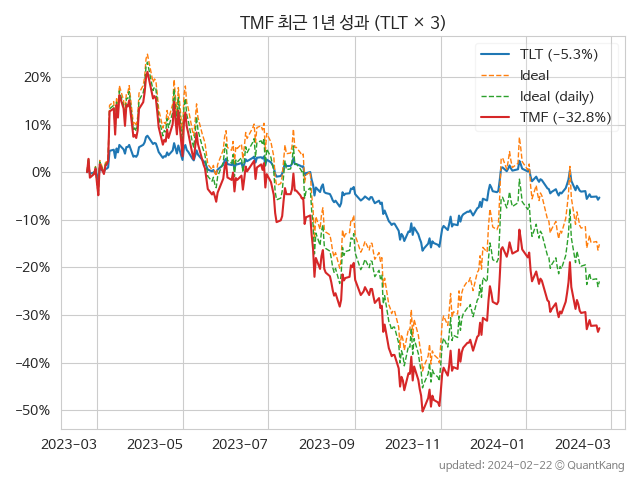 TMF 최근 1년 성과 (TLT × 3)
TLT (−5.3%)
Ideal
Ideal (daily)
TMF (−32.8%)
20%
10%
0%
−10%
−20%
−30%
−40%
−50%
2023-03 2023-05 2023-07 2023-09 2023-11 2024-01 2024-03
updated: 2024-02-22 © QuantKang